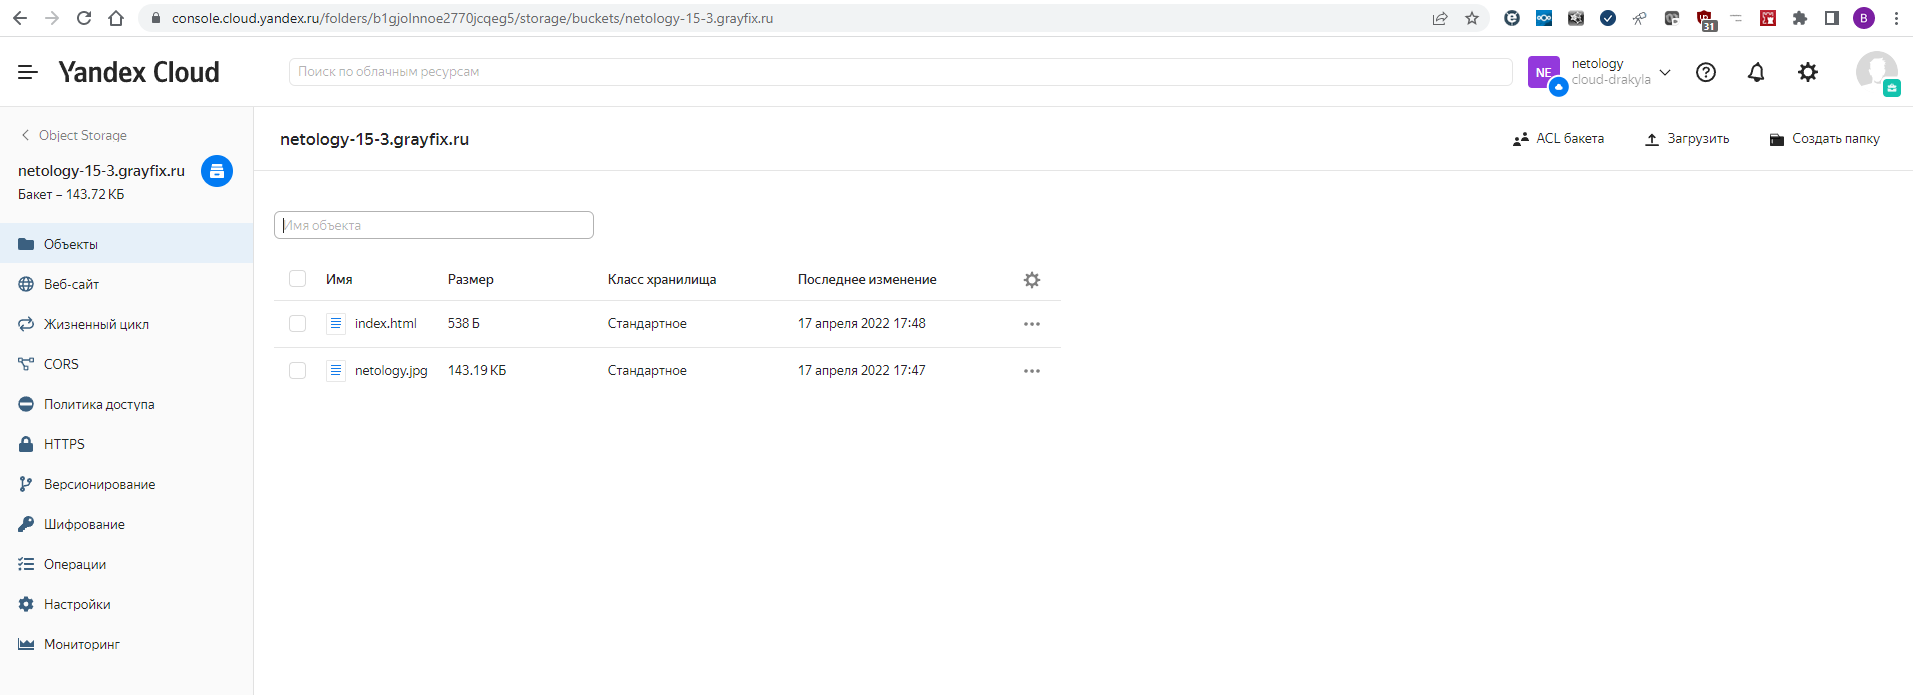 console.cloud.yandex.ru/folders/b1gjolnnoe2770jcqeg5/storage/buckets/netology-15-3.grayfix.ru
31
B
Yandex Cloud
Поиск по облачным ресурсам
NE
netology
cloud-drakyla
Object Storage
netology-15-3.grayfix.ru
Бакет – 143.72 КБ
Объекты
Веб-сайт
Жизненный цикл
CORS
Политика доступа
HTTPS
Версионирование
Шифрование
Операции
Настройки
Мониторинг
netology-15-3.grayfix.ru
ACL бакета
Загрузить
Создать папку
Имя объекта
Имя Размер Класс хранилища Последнее изменение
index.html 538 Б Стандартное 17 апреля 2022 17:48
netology.jpg 143.19 КБ Стандартное 17 апреля 2022 17:47